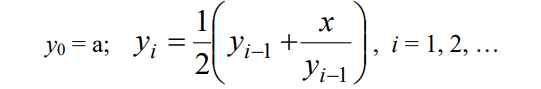 y₀ = a; yᵢ = 1/2 (yᵢ₋₁ + x/yᵢ₋₁), i = 1, 2, …